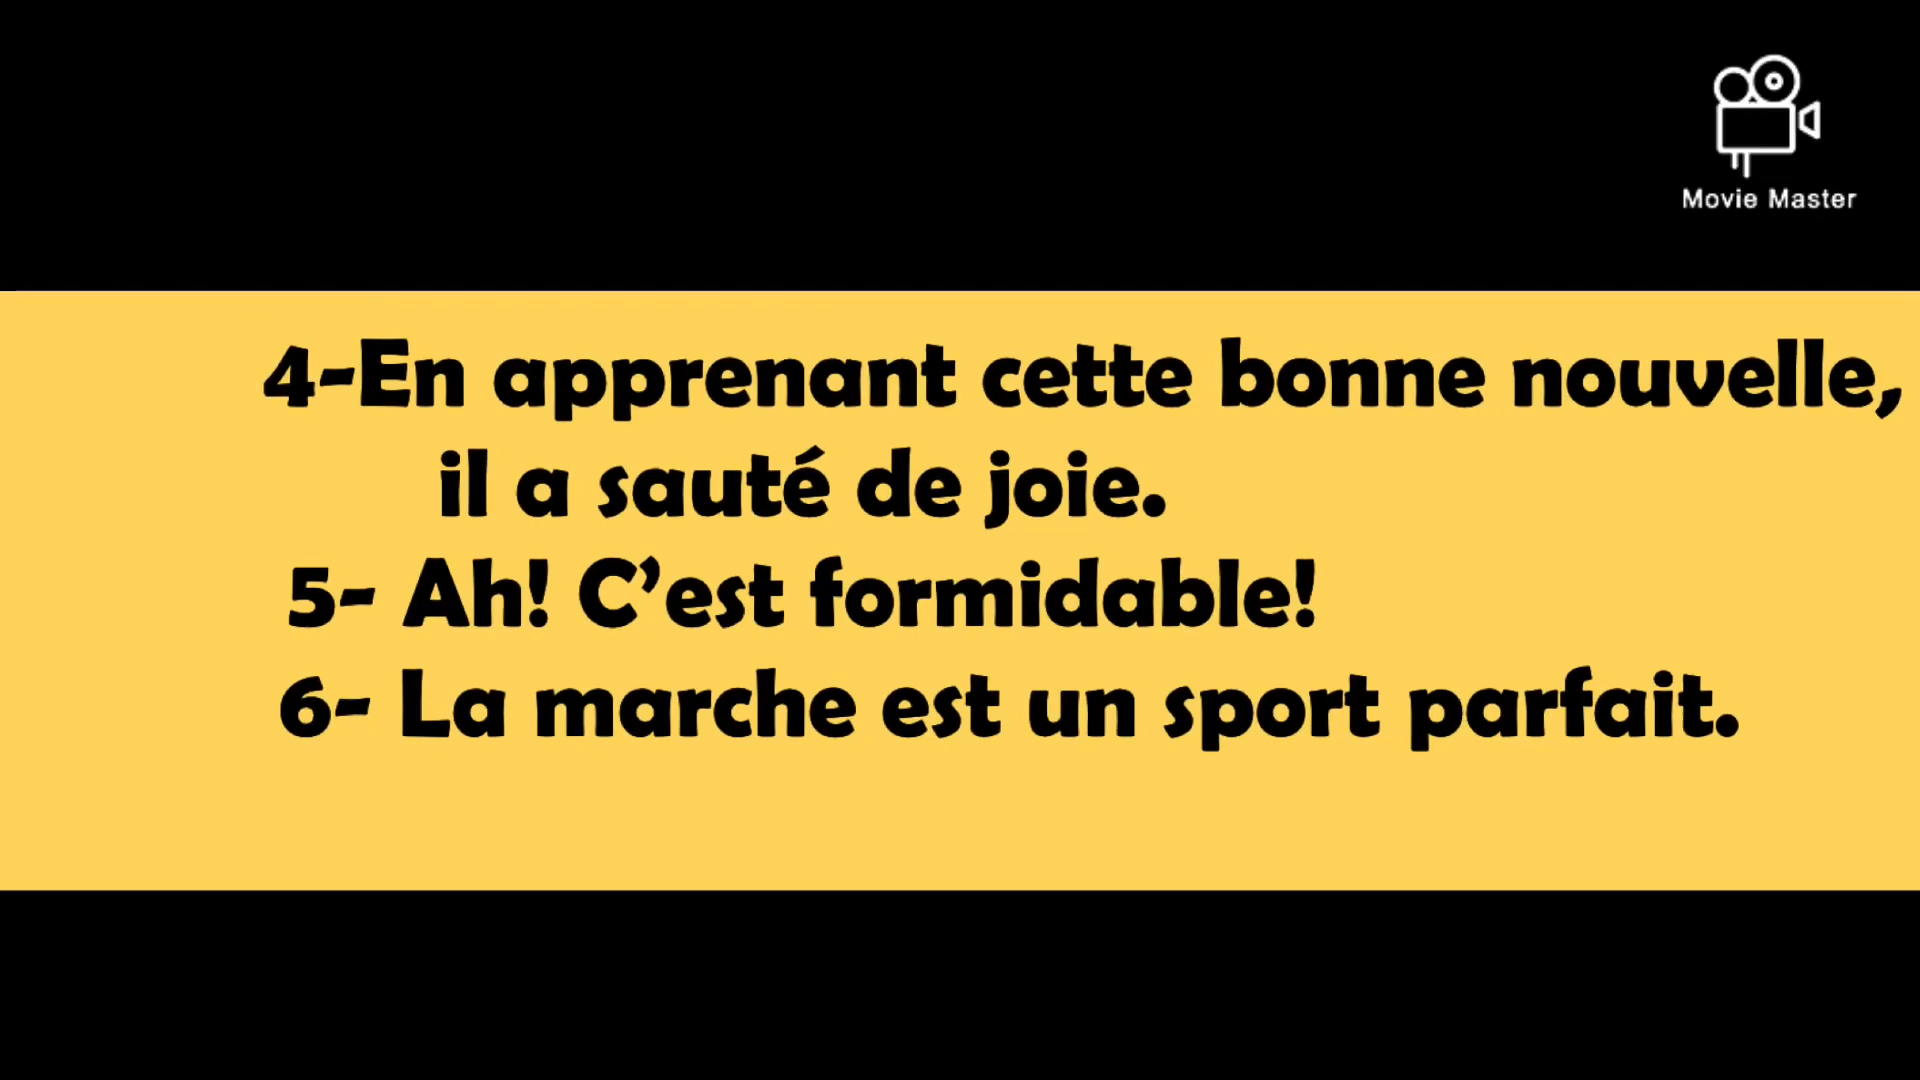 Movie Master
4-En apprenant cette bonne nouvelle,
il a sauté de joie.
5- Ah! C’est formidable!
6- La marche est un sport parfait.